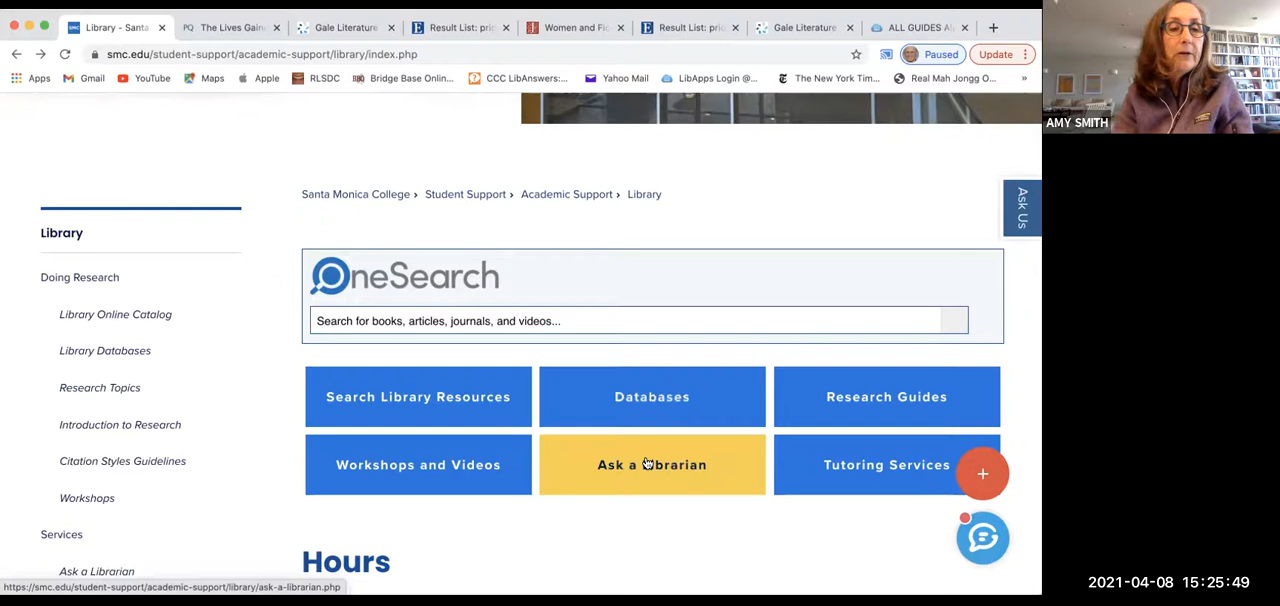 Library - Santa
The Lives Gain
Gale Literature
Result List: prio
Women and Fic
Result List: prio
Gale Literature
ALL GUIDES Al
smc.edu/student-support/academic-support/library/index.php
Paused
Update
Apps
Gmail
YouTube
Maps
Apple
RLSDC
Bridge Base Onlin...
CCC LibAnswers:...
Yahoo Mail
LibApps Login @...
The New York Tim...
Real Mah Jongg O...
»
AMY SMITH
Santa Monica College › Student Support › Academic Support › Library
Ask Us
Library
Doing Research
Library Online Catalog
Library Databases
Research Topics
Introduction to Research
Citation Styles Guidelines
Workshops
Services
Ask a Librarian
OneSearch
Search for books, articles, journals, and videos...
Search Library Resources
Databases
Research Guides
Workshops and Videos
Ask a Librarian
Tutoring Services
Hours
https://smc.edu/student-support/academic-support/library/ask-a-librarian.php
2021-04-08 15:25:49